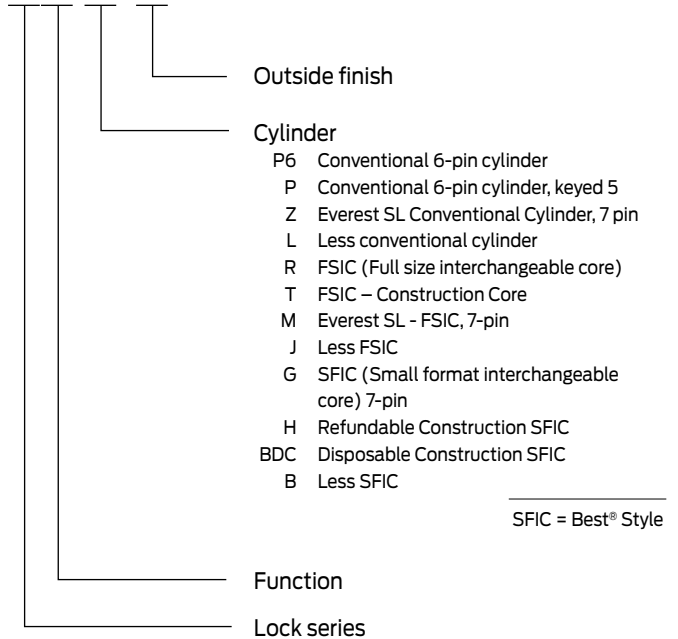 Outside finish
Cylinder
P6 Conventional 6-pin cylinder
P Conventional 6-pin cylinder, keyed 5
Z Everest SL Conventional Cylinder, 7 pin
L Less conventional cylinder
R FSIC (Full size interchangeable core)
T FSIC – Construction Core
M Everest SL - FSIC, 7-pin
J Less FSIC
G SFIC (Small format interchangeable
core) 7-pin
H Refundable Construction SFIC
BDC Disposable Construction SFIC
B Less SFIC
SFIC = Best® Style
Function
Lock series